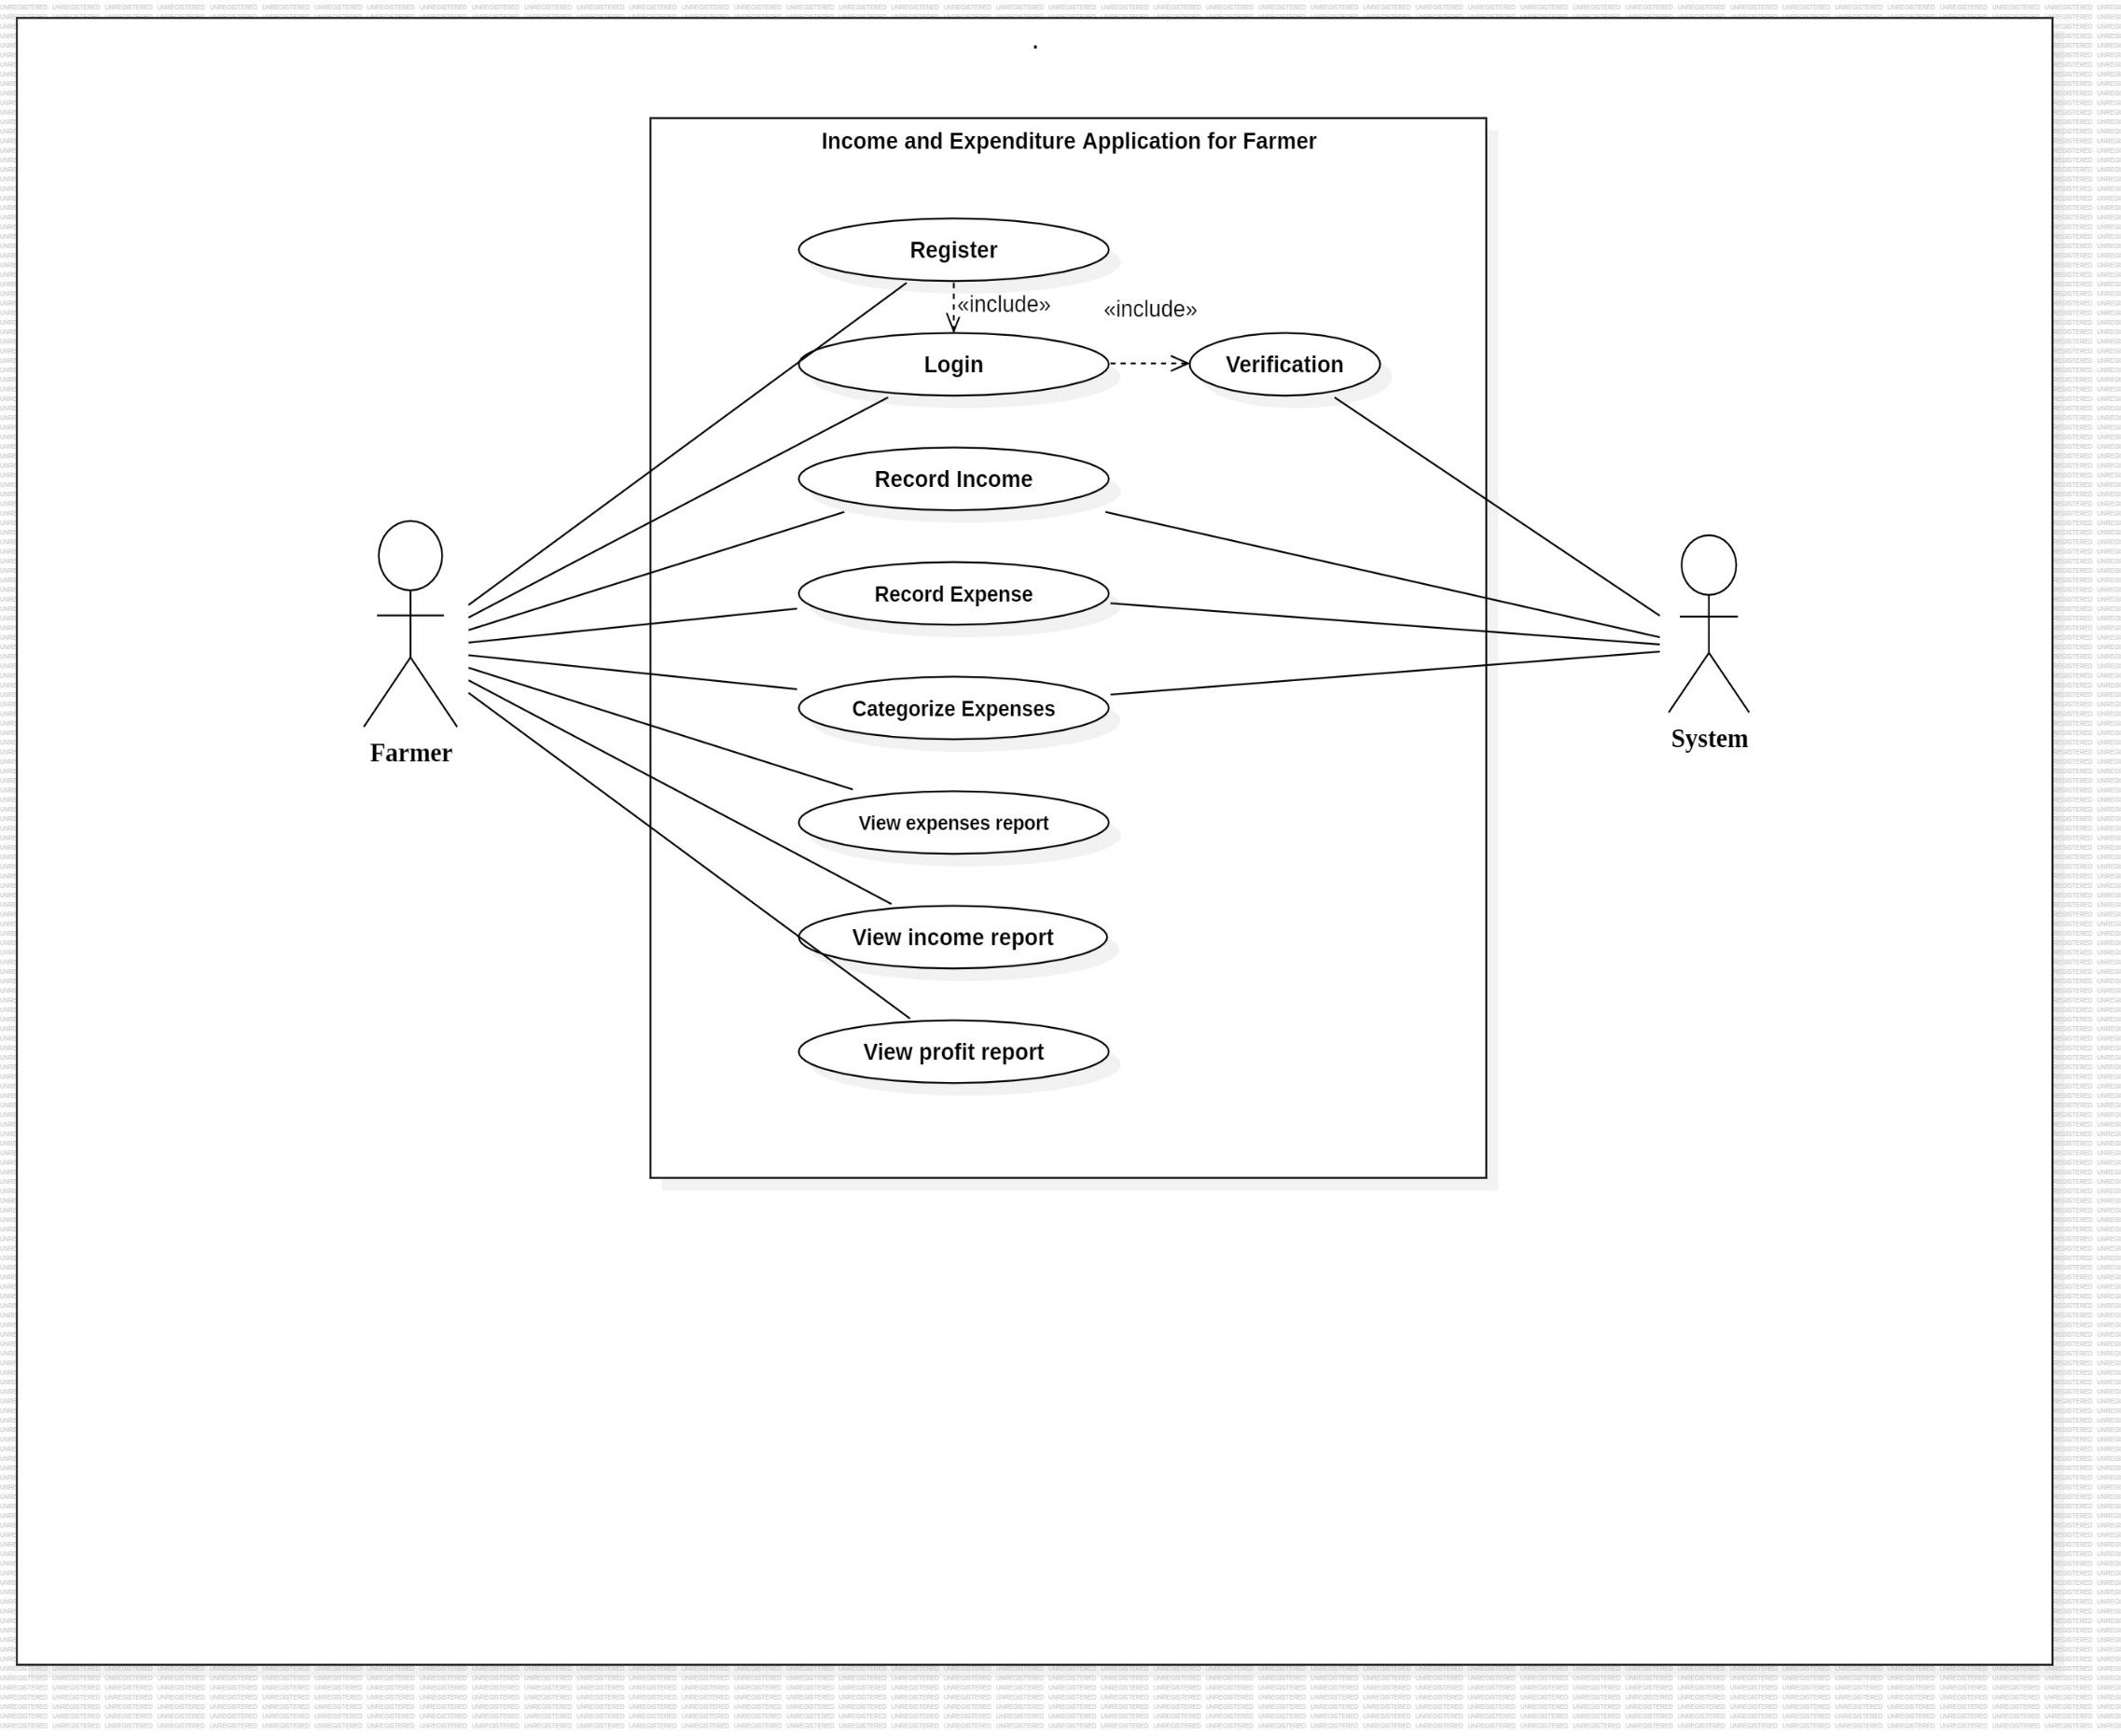 .
Income and Expenditure Application for Farmer
Register
«include»
«include»
Login
Verification
Record Income
Record Expense
Categorize Expenses
Farmer
System
View expenses report
View income report
View profit report
UNREGISTERED